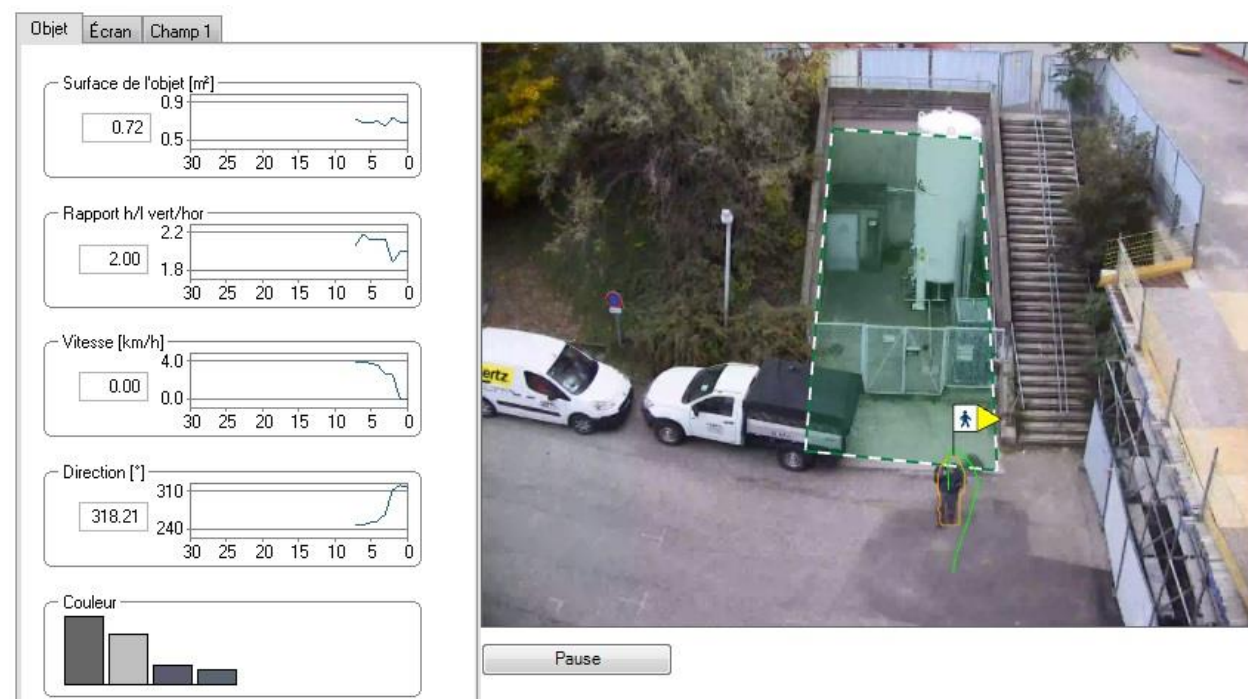 Objet Écran Champ 1
Surface de l'objet [m²]
0.9
0.72
0.5
30 25 20 15 10 5 0
Rapport h/l vert/hor
2.2
2.00
1.8
30 25 20 15 10 5 0
Vitesse [km/h]
4.0
0.00
0.0
30 25 20 15 10 5 0
Direction [°]
310
318.21
240
30 25 20 15 10 5 0
Couleur
ertz
Pause